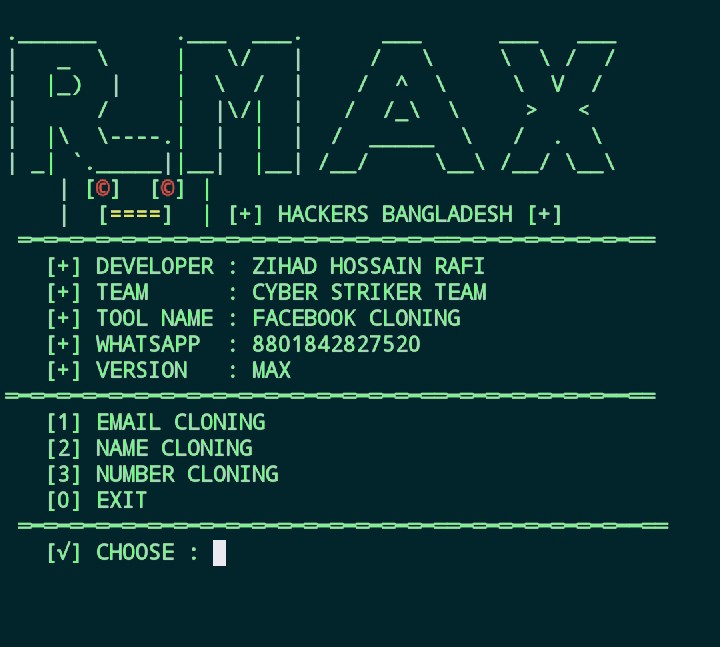 R-MAX
[©] [©]
[====] | [+] HACKERS BANGLADESH [+]
[+] DEVELOPER : ZIHAD HOSSAIN RAFI
[+] TEAM : CYBER STRIKER TEAM
[+] TOOL NAME : FACEBOOK CLONING
[+] WHATSAPP : 8801842827520
[+] VERSION : MAX
[1] EMAIL CLONING
[2] NAME CLONING
[3] NUMBER CLONING
[0] EXIT
[√] CHOOSE :